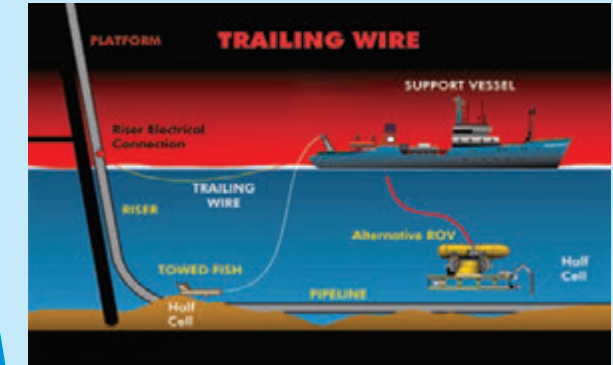 PLATFORM
TRAILING WIRE
SUPPORT VESSEL
Riser Electrical
Connection
TRAILING
WIRE
RISER
Alternative ROV
TOWED FISH
Half
Cell
PIPELINE
Half
Cell